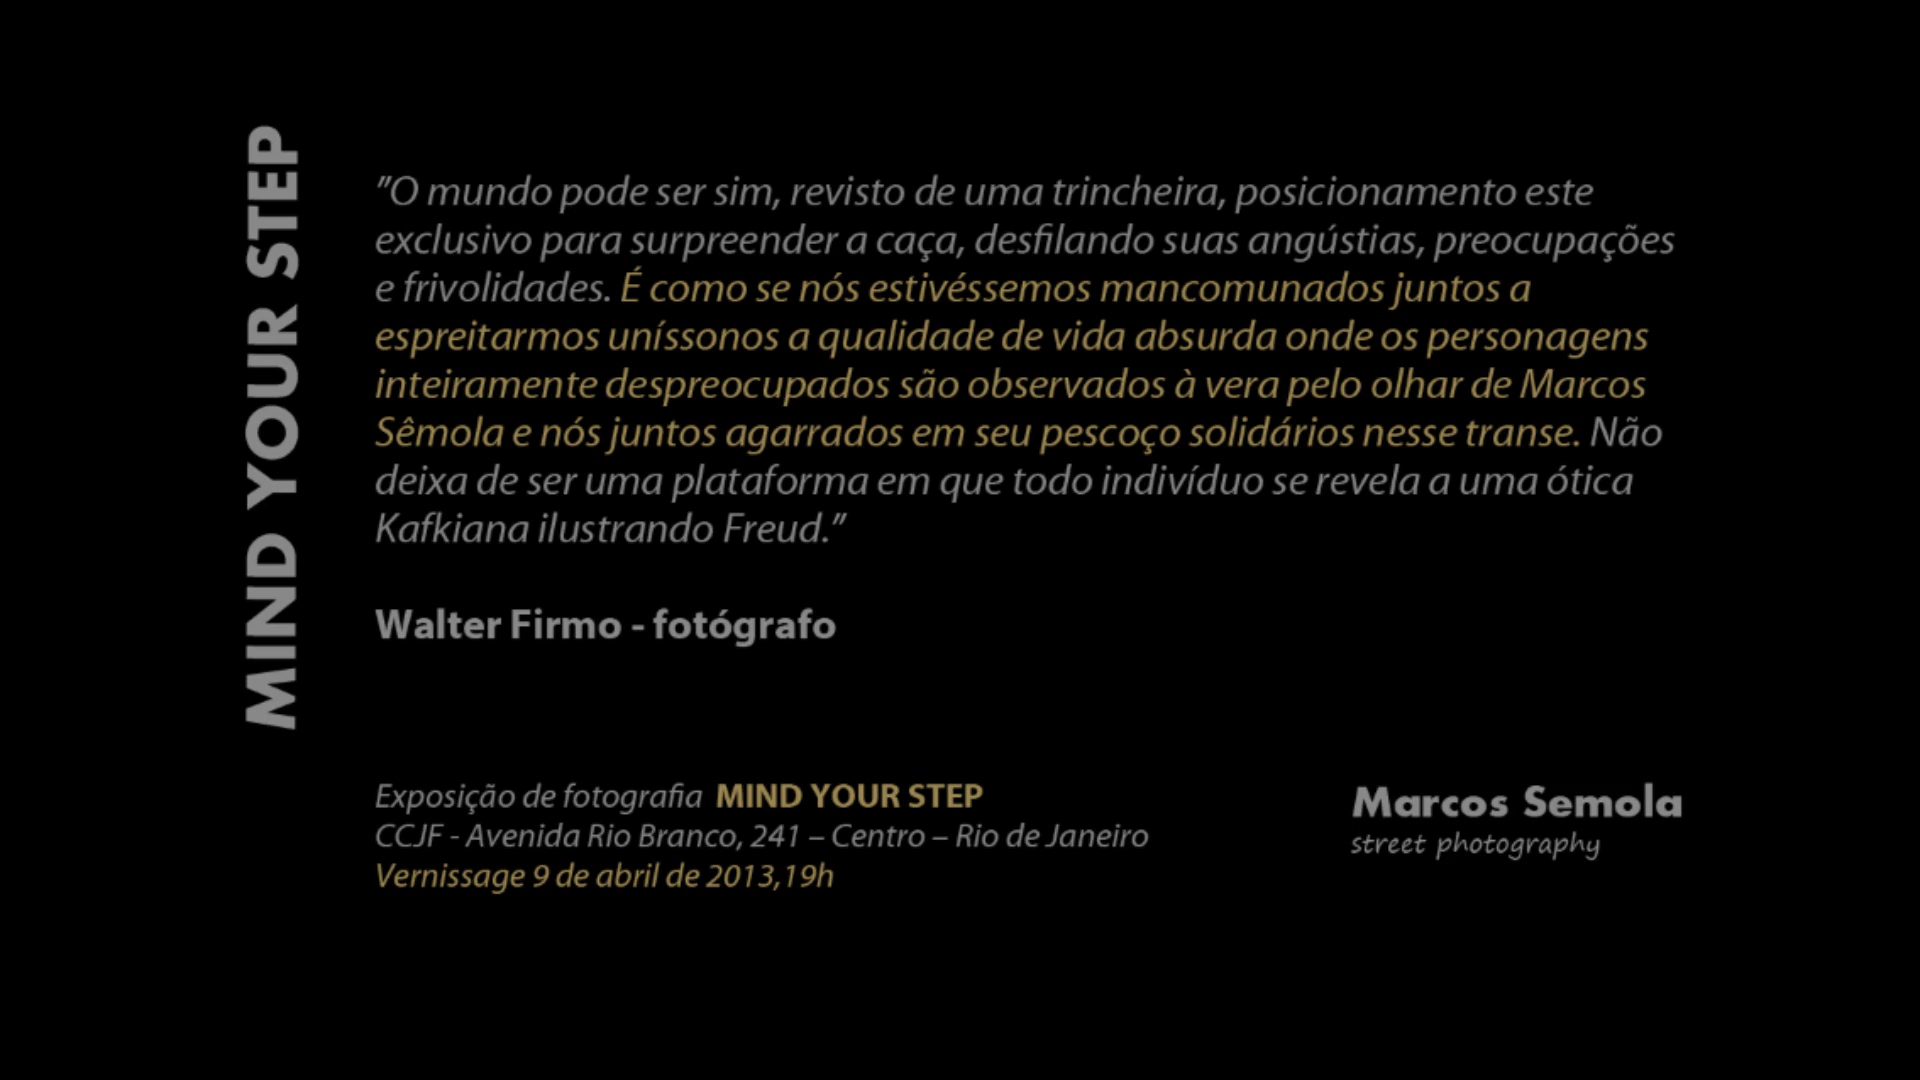 MIND YOUR STEP
"O mundo pode ser sim, revisto de uma trincheira, posicionamento este
exclusivo para surpreender a caça, desfilando suas angústias, preocupações
e frivolidades. É como se nós estivéssemos mancomunados juntos a
espreitarmos uníssonos a qualidade de vida absurda onde os personagens
inteiramente despreocupados são observados à vera pelo olhar de Marcos
Sêmola e nós juntos agarrados em seu pescoço solidários nesse transe. Não
deixa de ser uma plataforma em que todo indivíduo se revela a uma ótica
Kafkiana ilustrando Freud."
Walter Firmo - fotógrafo
Exposição de fotografia MIND YOUR STEP
CCJF - Avenida Rio Branco, 241 – Centro – Rio de Janeiro
Vernissage 9 de abril de 2013,19h
Marcos Semola
street photography